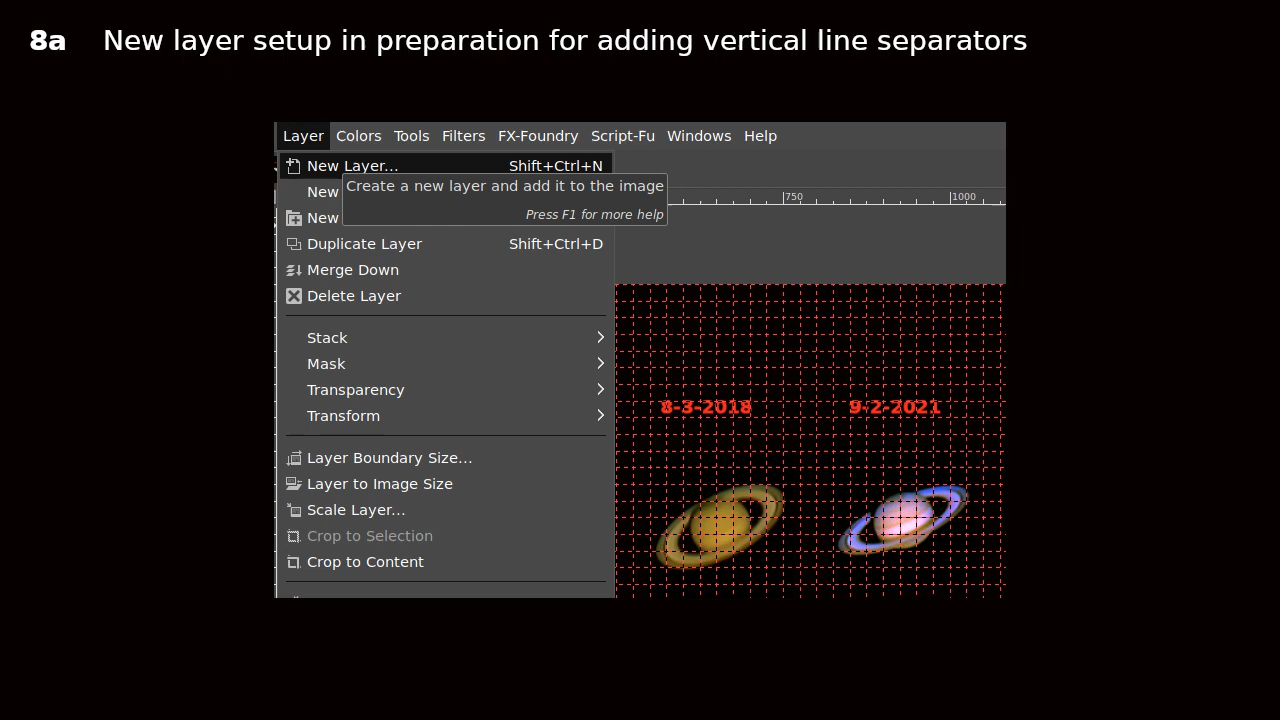 8a New layer setup in preparation for adding vertical line separators
Layer Colors Tools Filters FX-Foundry Script-Fu Windows Help
New Layer... Shift+Ctrl+N
Create a new layer and add it to the image
New
Press F1 for more help
New
750 1000
Duplicate Layer Shift+Ctrl+D
Merge Down
Delete Layer
Stack
Mask
Transparency
Transform
8-3-2018 9-2-2021
Layer Boundary Size...
Layer to Image Size
Scale Layer...
Crop to Selection
Crop to Content